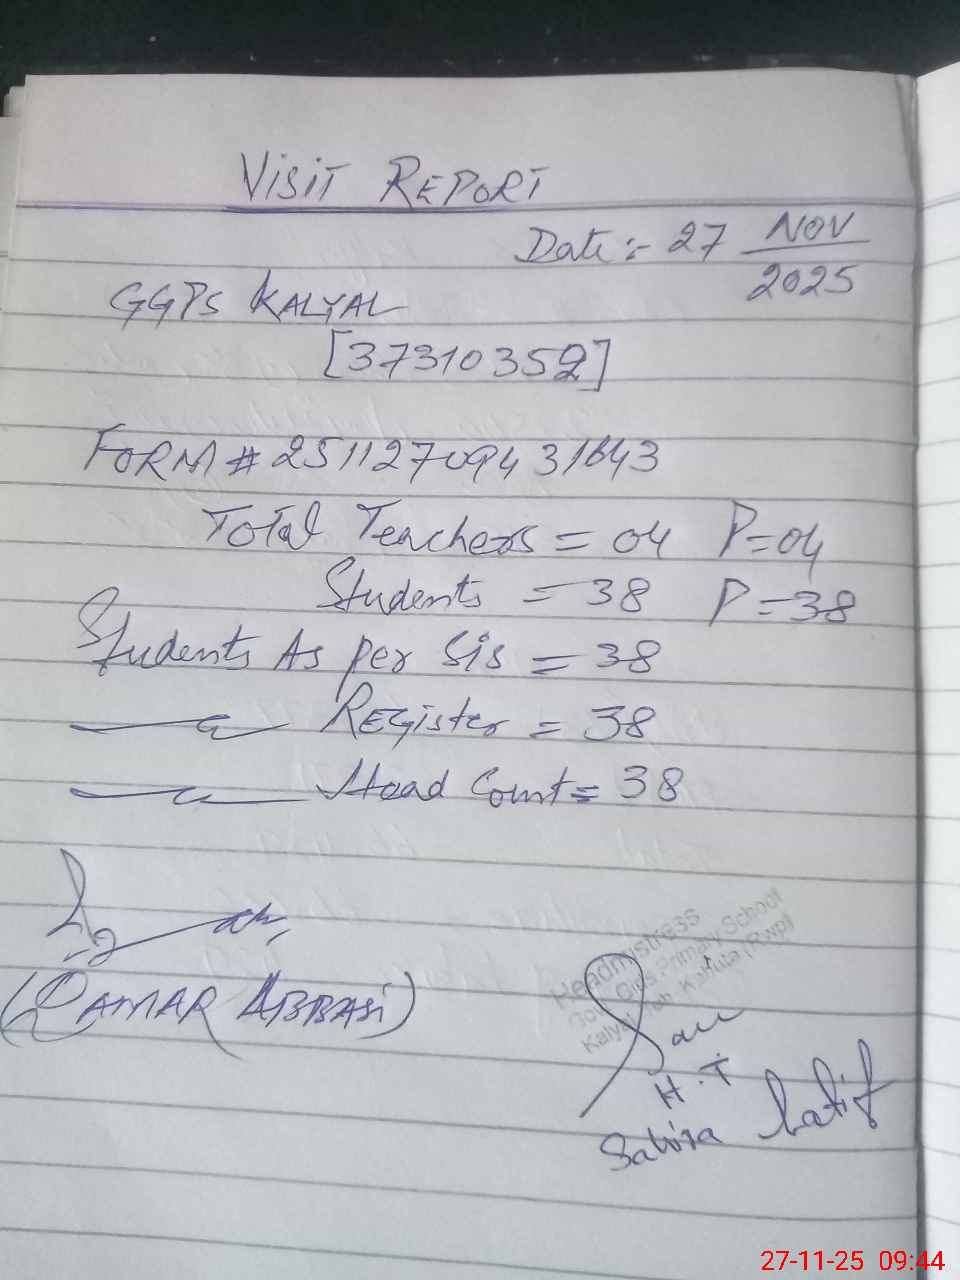 VISIT REPORT
Date :- 27 NOV
2025
GGPS KALYAL
[37310352]
FORM # 25112709431643
Total Teachers = 04 P=04
Students = 38 P=38
Students As per Sis = 38
Register = 38
Head Count = 38
(QAMAR ABBASi)
Headmistress
Govt. Girls Primary School
Kalyal Teh. Kahuta (Rwp)
H.T
Sabira Latif
27-11-25 09:44